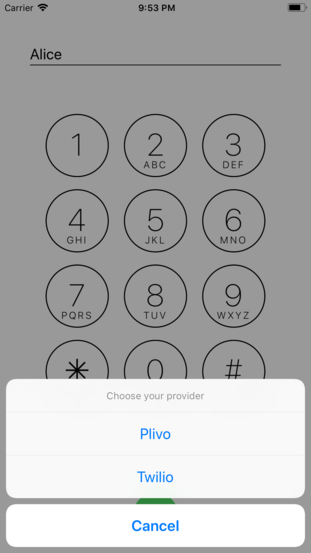 Carrier 9:53 PM
Alice
1 2 3
ABC DEF
4 5 6
GHI JKL MNO
7 8 9
PQRS TUV WXYZ
* 0 #
Choose your provider
Plivo
Twilio
Cancel